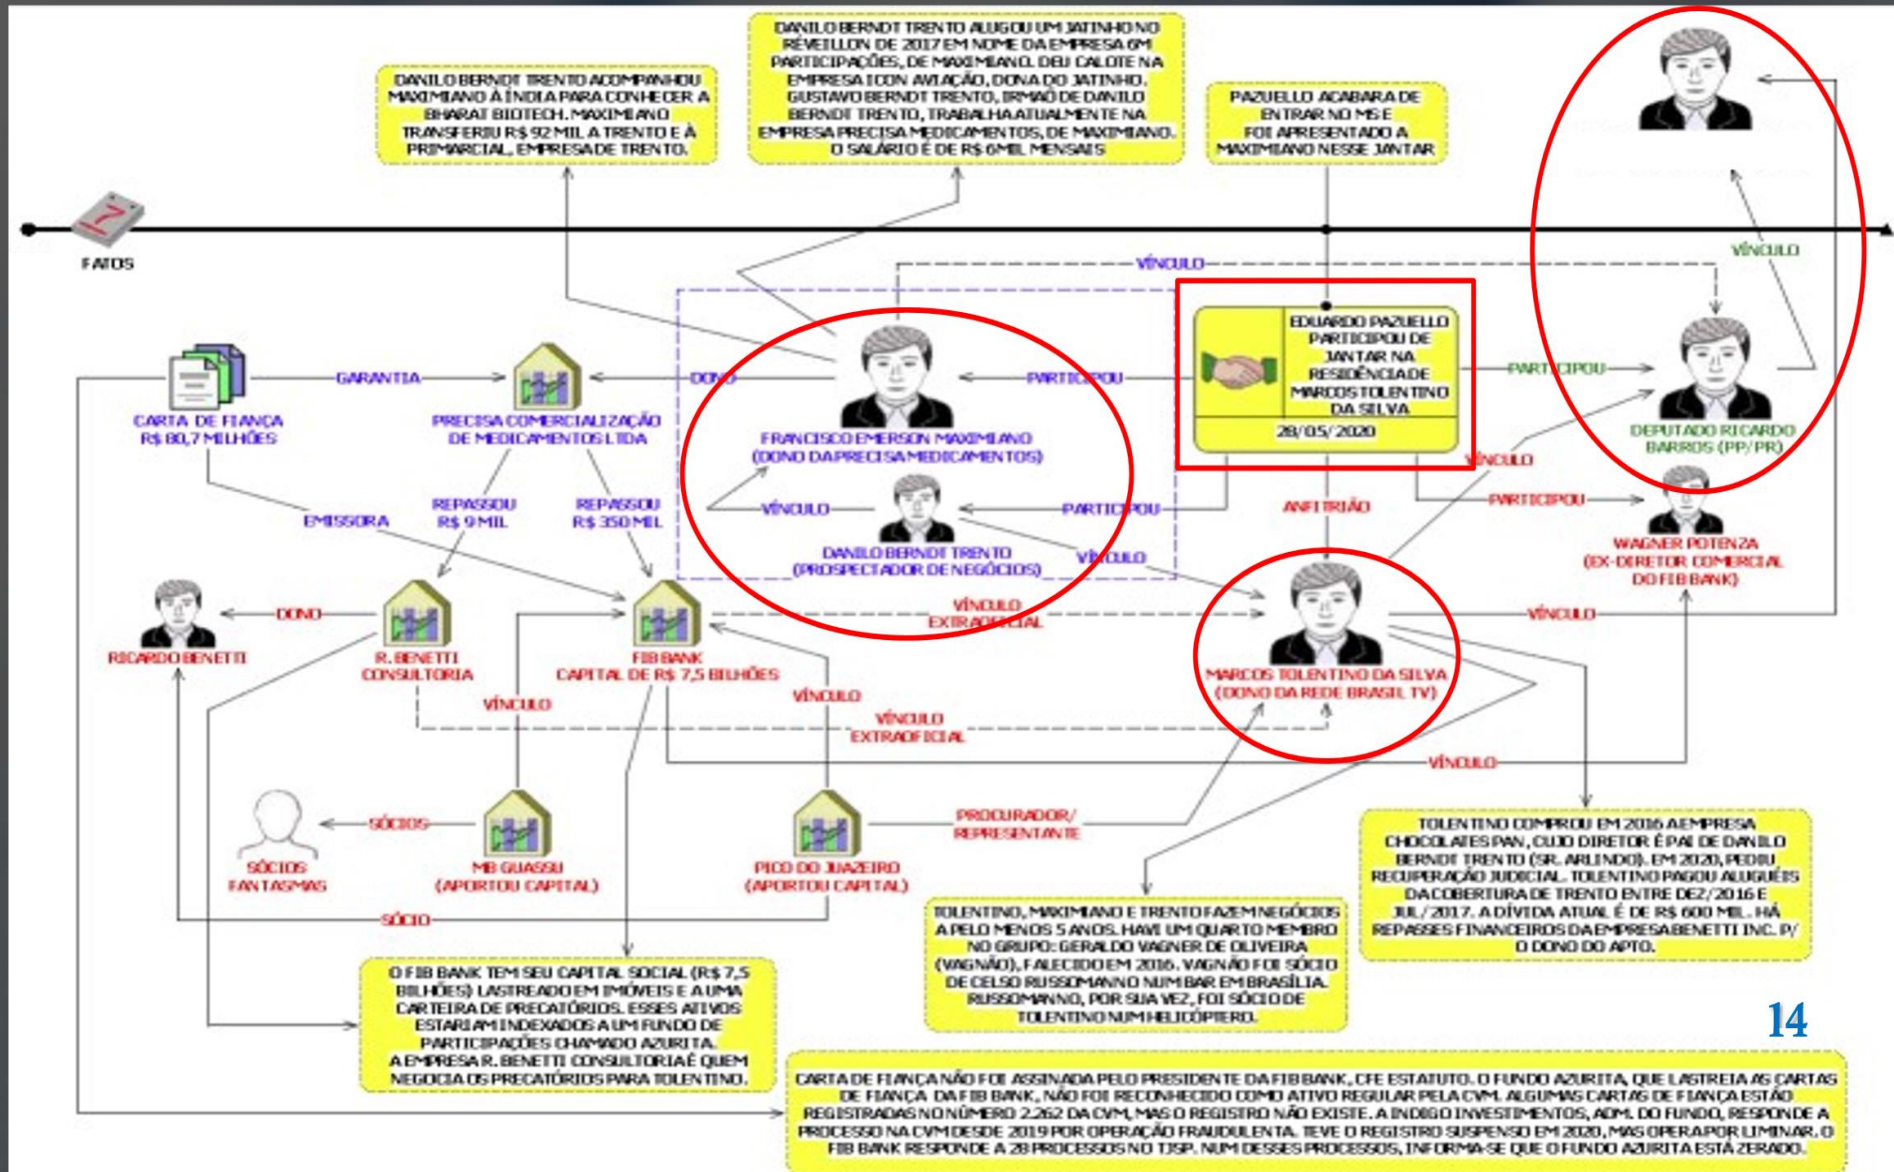 DANILO BERNDT TRENTO ACOMPANHOU
MAXIMIANO À ÍNDIA PARA CONHECER A
BHARAT BIOTECH. MAXIMIANO
TRANSFERIU R$ 92 MIL A TRENTO E À
PRIMARCIAL, EMPRESA DE TRENTO.
DANILO BERNDT TRENTO ALUGOU UM JATINHO NO
RÉVEILLON DE 2017 EM NOME DA EMPRESA 6M
PARTICIPAÇÕES, DE MAXIMIANO. DEU CALOTE NA
EMPRESA ICON AVIAÇÃO, DONA DO JATINHO.
GUSTAVO BERNDT TRENTO, IRMAÕ DE DANILO
BERNDT TRENTO, TRABALHA ATUALMENTE NA
EMPRESA PRECISA MEDICAMENTOS, DE MAXIMIANO.
O SALÁRIO É DE R$ 6MIL MENSAIS
PAZUELLO ACABARA DE
ENTRAR NO MS E
FOI APRESENTADO A
MAXIMIANO NESSE JANTAR
7
FATOS
VÍNCULO
VÍNCULO
EDUARDO PAZUELLO
PARTICIPOU DE
JANTAR NA
RESIDÊNCIA DE
MARCOS TOLENTINO
DA SILVA
28/05/2020
GARANTIA
DONO
PARTICIPOU
PARTICIPOU
CARTA DE FIANÇA
R$ 80,7 MILHÕES
PRECISA COMERCIALIZAÇÃO
DE MEDICAMENTOS LTDA
FRANCISCO EMERSON MAXIMIANO
(DONO DA PRECISA MEDICAMENTOS)
DEPUTADO RICARDO
BARROS (PP/PR)
VÍNCULO
REPASSOU
R$ 9 MIL
REPASSOU
R$ 350 MIL
EMISSORA
VÍNCULO
PARTICIPOU
ANFITRIÃO
PARTICIPOU
DANILO BERNDT TRENTO
(PROSPECTADOR DE NEGÓCIOS)
VÍNCULO
WAGNER POTENZA
(EX-DIRETOR COMERCIAL
DO FIB BANK)
DONO
VÍNCULO
EXTRAOFICIAL
VÍNCULO
RICARDO BENETTI
R. BENETTI
CONSULTORIA
FIB BANK
CAPITAL DE R$ 7,5 BILHÕES
MARCOS TOLENTINO DA SILVA
(DONO DA REDE BRASIL TV)
VÍNCULO
VÍNCULO
VÍNCULO
EXTRAOFICIAL
VÍNCULO
SÓCIOS
PROCURADOR/
REPRESENTANTE
SÓCIOS
FANTASMAS
MB GUASSU
(APORTOU CAPITAL)
PICO DO JUAZEIRO
(APORTOU CAPITAL)
SÓCIO
TOLENTINO COMPROU EM 2016 A EMPRESA
CHOCOLATES PAN, CUJO DIRETOR É PAI DE DANILO
BERNDT TRENTO (SR. ARLINDO). EM 2020, PEDIU
RECUPERAÇÃO JUDICIAL. TOLENTINO PAGOU ALUGUÉIS
DA COBERTURA DE TRENTO ENTRE DEZ/2016 E
JUL/2017. A DÍVIDA ATUAL É DE R$ 600 MIL. HÁ
REPASSES FINANCEIROS DA EMPRESA BENETTI INC. P/
O DONO DO APTO.
TOLENTINO, MAXIMIANO E TRENTO FAZEM NEGÓCIOS
A PELO MENOS 5 ANOS. HAVI UM QUARTO MEMBRO
NO GRUPO: GERALDO VAGNER DE OLIVEIRA
(VAGNÃO), FALECIDO EM 2016. VAGNÃO FOI SÓCIO
DE CELSO RUSSOMANNO NUM BAR EM BRASÍLIA.
RUSSOMANNO, POR SUA VEZ, FOI SÓCIO DE
TOLENTINO NUM HELICÓPTERO.
O FIB BANK TEM SEU CAPITAL SOCIAL (R$ 7,5
BILHÕES) LASTREADO EM IMÓVEIS E A UMA
CARTEIRA DE PRECATÓRIOS. ESSES ATIVOS
ESTARIAM INDEXADOS A UM FUNDO DE
PARTICIPAÇÕES CHAMADO AZURITA.
A EMPRESA R. BENETTI CONSULTORIA É QUEM
NEGOCIA OS PRECATÓRIOS PARA TOLENTINO.
14
CARTA DE FIANÇA NÃO FOI ASSINADA PELO PRESIDENTE DA FIB BANK, CFE ESTATUTO. O FUNDO AZURITA, QUE LASTREIA AS CARTAS
DE FIANÇA DA FIB BANK, NÃO FOI RECONHECIDO COMO ATIVO REGULAR PELA CVM. ALGUMAS CARTAS DE FIANÇA ESTÃO
REGISTRADAS NO NÚMERO 2.262 DA CVM, MAS O REGISTRO NÃO EXISTE. A INDIGO INVESTIMENTOS, ADM. DO FUNDO, RESPONDE A
PROCESSO NA CVM DESDE 2019 POR OPERAÇÃO FRAUDULENTA. TEVE O REGISTRO SUSPENSO EM 2020, MAS OPERA POR LIMINAR. O
FIB BANK RESPONDE A 28 PROCESSOS NO TJSP. NUM DESSES PROCESSOS, INFORMA-SE QUE O FUNDO AZURITA ESTÁ ZERADO.